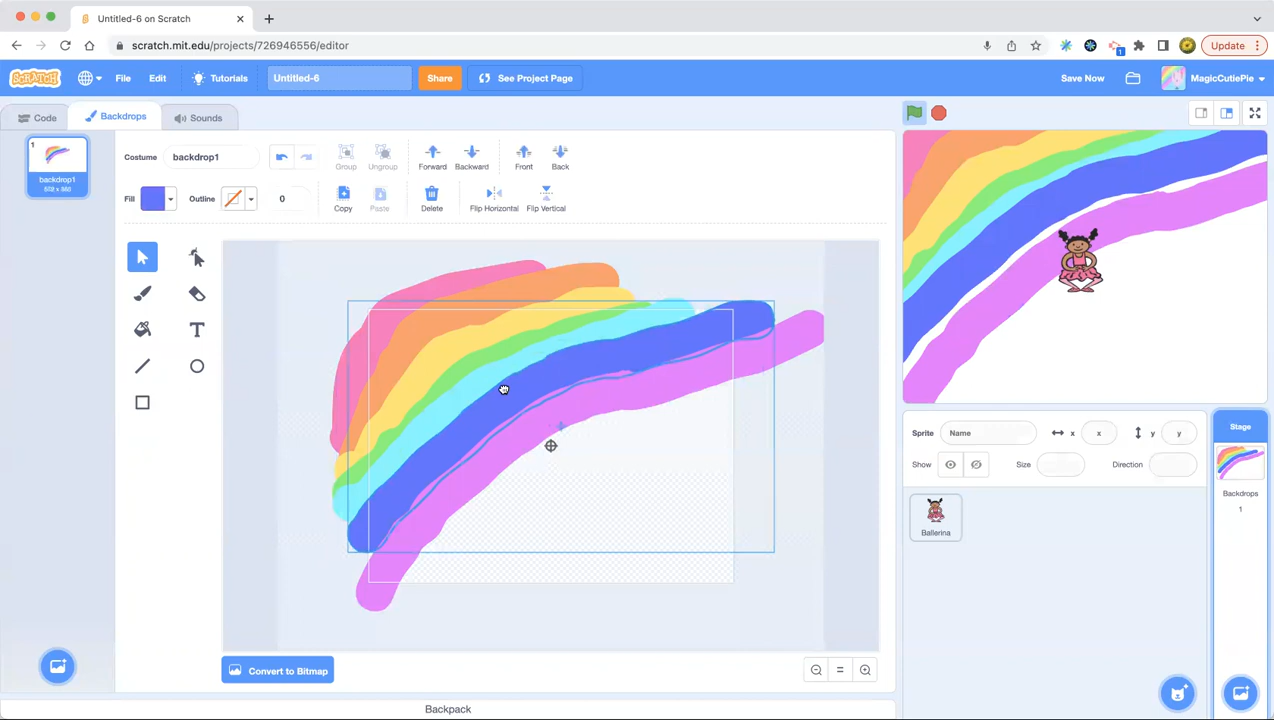 Untitled-6 on Scratch
scratch.mit.edu/projects/726946556/editor
1
Update
SCRATCH
File
Edit
Tutorials
Untitled-6
Share
See Project Page
Save Now
MagicCutiePie
Code
Backdrops
Sounds
1
backdrop1
Costume
backdrop1
Group
Ungroup
Forward
Backward
Front
Back
Fill
Outline
0
Copy
Paste
Delete
Flip Horizontal
Flip Vertical
T
Convert to Bitmap
Backpack
Sprite
Name
x
x
y
y
Show
Size
Direction
Ballerina
Stage
Backdrops
1